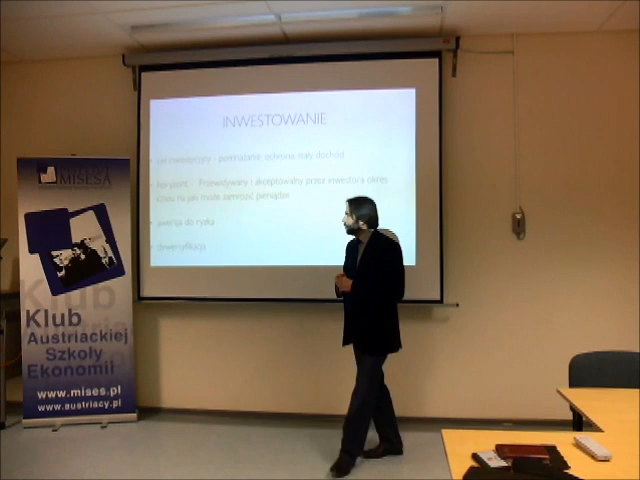 INWESTOWANIE
cel inwestycyjny - pomnażanie, ochrona, stały dochód
horyzont - Przewidywany i akceptowalny przez inwestora okres
czasu na jaki może zamrozić pieniądze
awersja do ryzyka
dywersyfikacja
MISESA
Klub
Austriackiej
Szkoły
Ekonomii
www.mises.pl
www.austriacy.pl